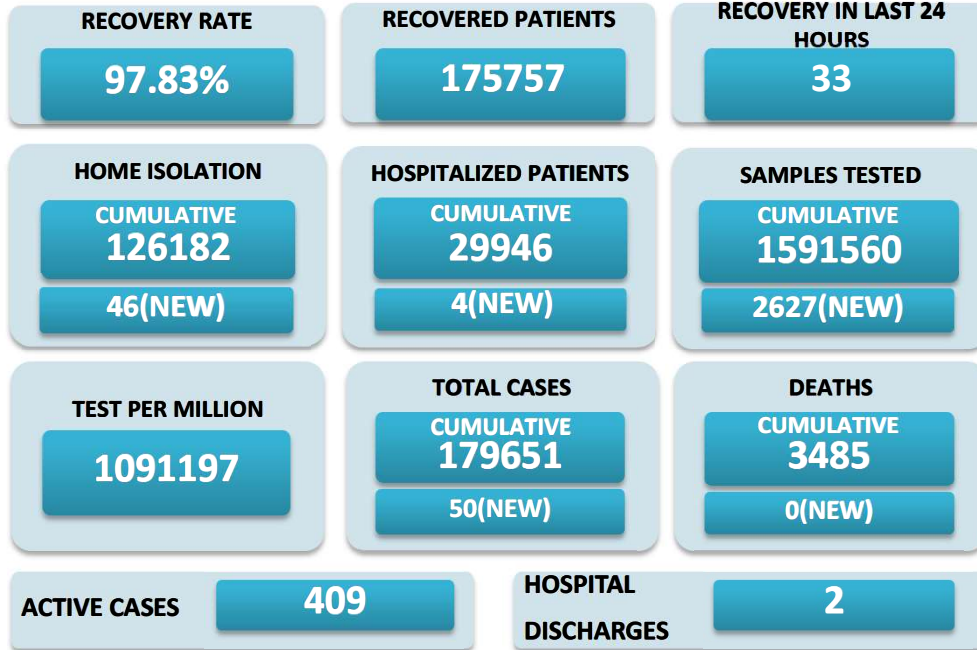 RECOVERY RATE
97.83%
RECOVERED PATIENTS
175757
RECOVERY IN LAST 24
HOURS
33
HOME ISOLATION
CUMULATIVE
126182
46(NEW)
HOSPITALIZED PATIENTS
CUMULATIVE
29946
4(NEW)
SAMPLES TESTED
CUMULATIVE
1591560
2627(NEW)
TEST PER MILLION
1091197
TOTAL CASES
CUMULATIVE
179651
50(NEW)
DEATHS
CUMULATIVE
3485
0(NEW)
ACTIVE CASES
409
HOSPITAL
DISCHARGES
2